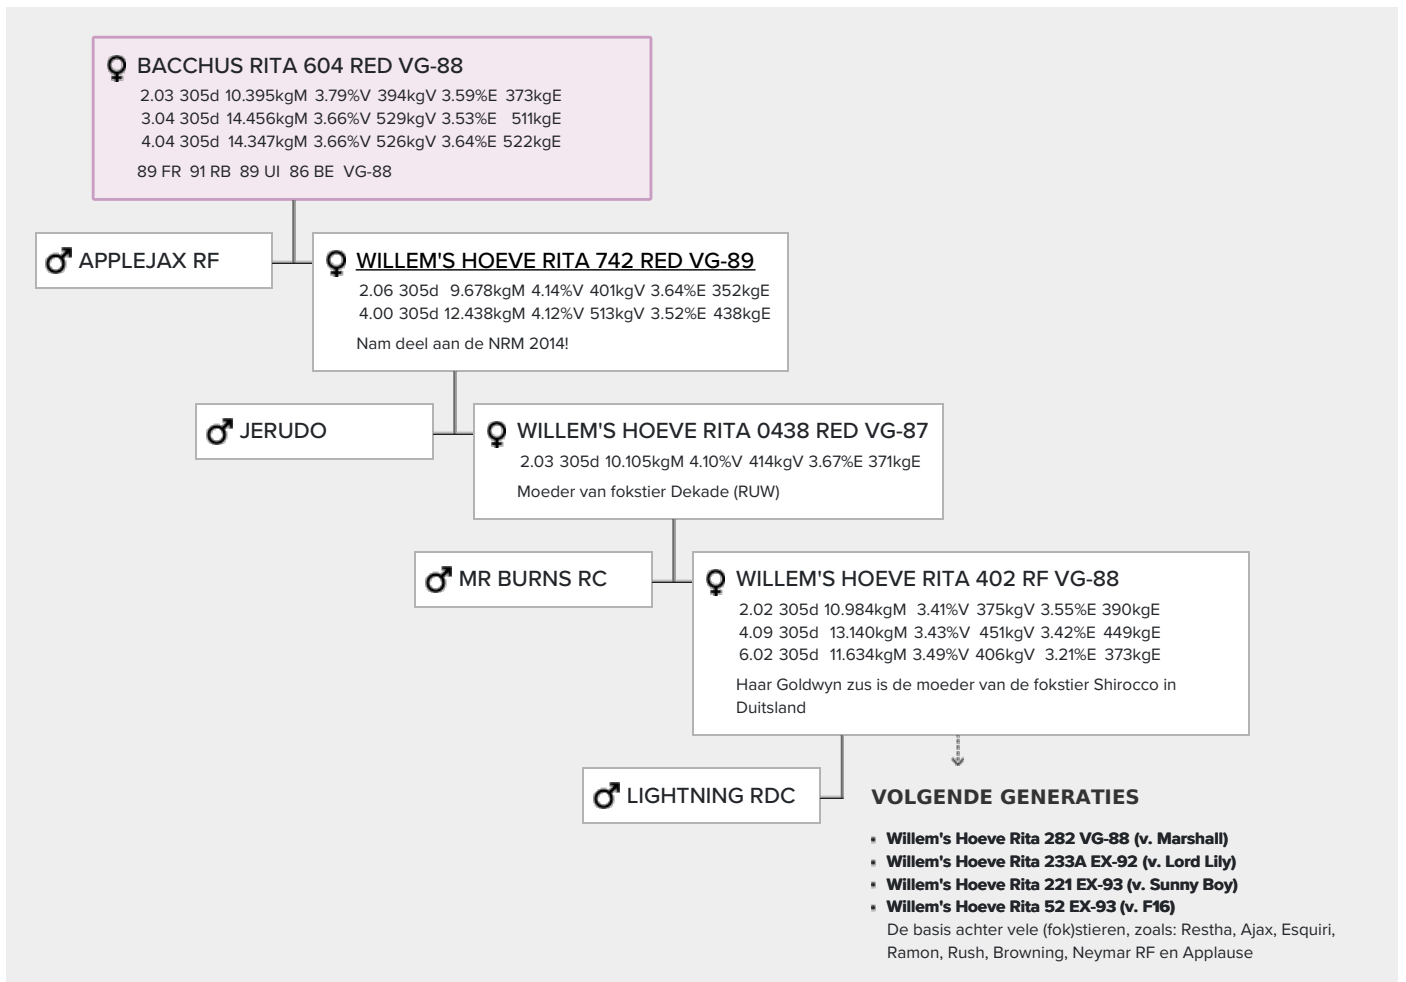 BACCHUS RITA 604 RED VG-88
2.03 305d 10.395kgM 3.79%V 394kgV 3.59%E 373kgE
3.04 305d 14.456kgM 3.66%V 529kgV 3.53%E 511kgE
4.04 305d 14.347kgM 3.66%V 526kgV 3.64%E 522kgE
89 FR 91 RB 89 UI 86 BE VG-88
APPLEJAX RF
WILLEM'S HOEVE RITA 742 RED VG-89
2.06 305d 9.678kgM 4.14%V 401kgV 3.64%E 352kgE
4.00 305d 12.438kgM 4.12%V 513kgV 3.52%E 438kgE
Nam deel aan de NRM 2014!
JERUDO
WILLEM'S HOEVE RITA 0438 RED VG-87
2.03 305d 10.105kgM 4.10%V 414kgV 3.67%E 371kgE
Moeder van fokstier Dekade (RUW)
MR BURNS RC
WILLEM'S HOEVE RITA 402 RF VG-88
2.02 305d 10.984kgM 3.41%V 375kgV 3.55%E 390kgE
4.09 305d 13.140kgM 3.43%V 451kgV 3.42%E 449kgE
6.02 305d 11.634kgM 3.49%V 406kgV 3.21%E 373kgE
Haar Goldwyn zus is de moeder van de fokstier Shirocco in
Duitsland
LIGHTNING RDC
VOLGENDE GENERATIES
Willem's Hoeve Rita 282 VG-88 (v. Marshall)
Willem's Hoeve Rita 233A EX-92 (v. Lord Lily)
Willem's Hoeve Rita 221 EX-93 (v. Sunny Boy)
Willem's Hoeve Rita 52 EX-93 (v. F16)
De basis achter vele (fok)stieren, zoals: Restha, Ajax, Esquiri,
Ramon, Rush, Browning, Neymar RF en Applause